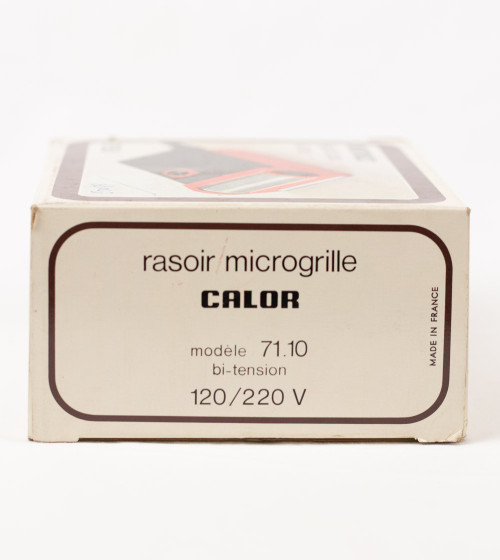 rasoir microgrille
CALOR
modèle 71.10
bi-tension
120/220 V
MADE IN FRANCE